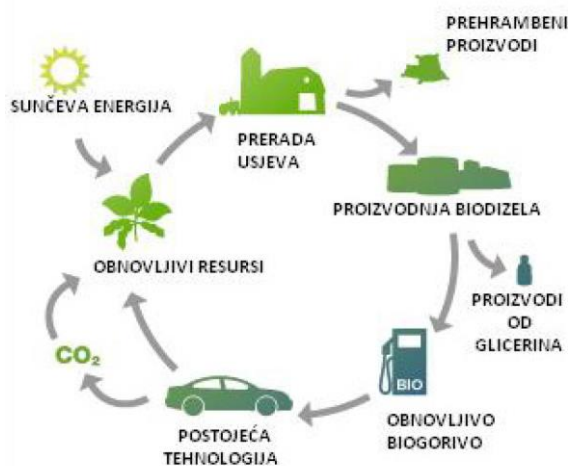 PREHRAMBENI
PROIZVODI
SUNČEVA ENERGIJA
PRERADA
USJEVA
PROIZVODNJA BIODIZELA
OBNOVLJIVI RESURSI
PROIZVODI
OD
GLICERINA
CO₂
BIO
OBNOVLJIVO
BIOGORIVO
POSTOJEĆA
TEHNOLOGIJA